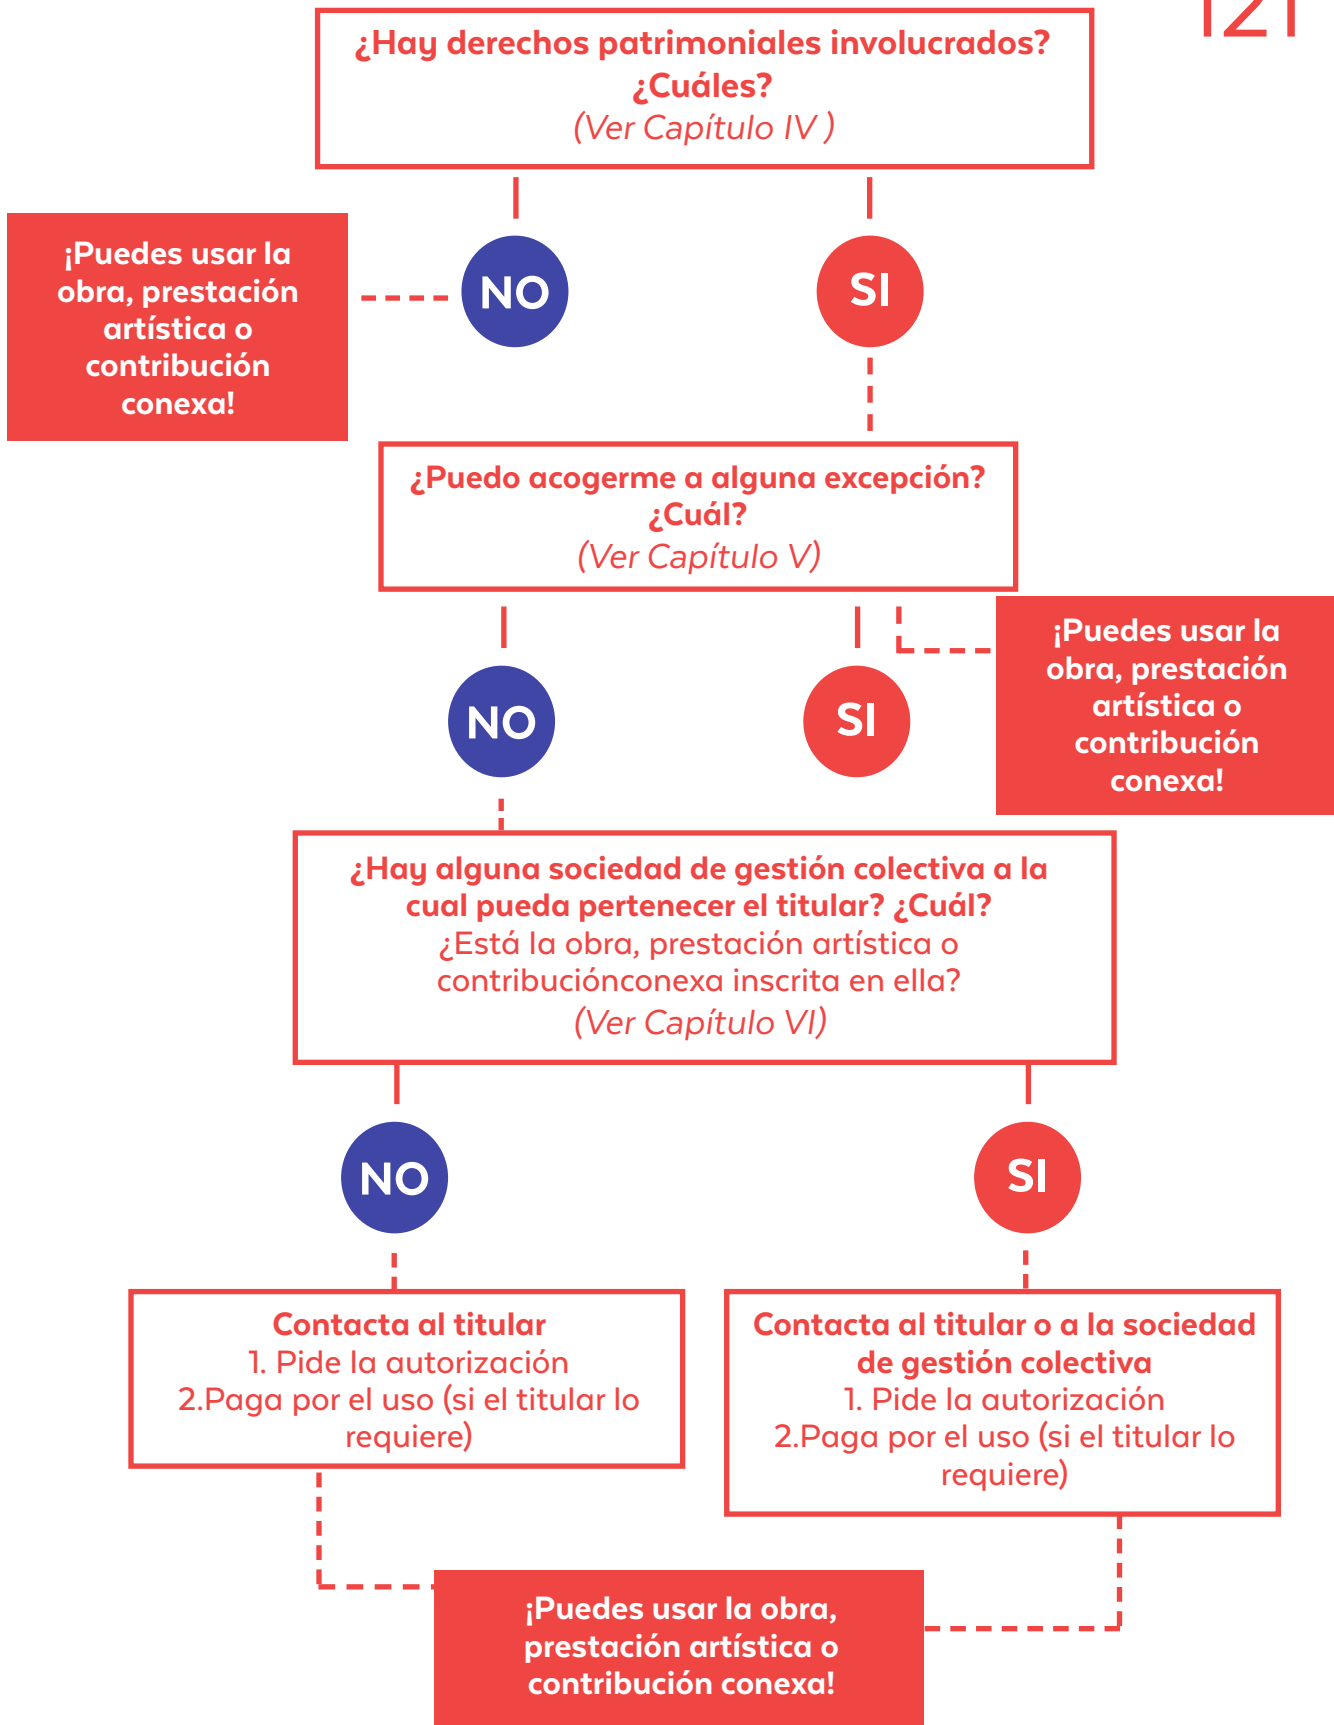 121
¿Hay derechos patrimoniales involucrados?
¿Cuáles?
(Ver Capítulo IV )
¡Puedes usar la
obra, prestación
artística o
contribución
conexa!
NO
SI
¿Puedo acogerme a alguna excepción?
¿Cuál?
(Ver Capítulo V)
NO
SI
¡Puedes usar la
obra, prestación
artística o
contribución
conexa!
¿Hay alguna sociedad de gestión colectiva a la
cual pueda pertenecer el titular? ¿Cuál?
¿Está la obra, prestación artística o
contribuciónconexa inscrita en ella?
(Ver Capítulo VI)
NO
SI
Contacta al titular
1. Pide la autorización
2.Paga por el uso (si el titular lo
requiere)
Contacta al titular o a la sociedad
de gestión colectiva
1. Pide la autorización
2.Paga por el uso (si el titular lo
requiere)
¡Puedes usar la obra,
prestación artística o
contribución conexa!